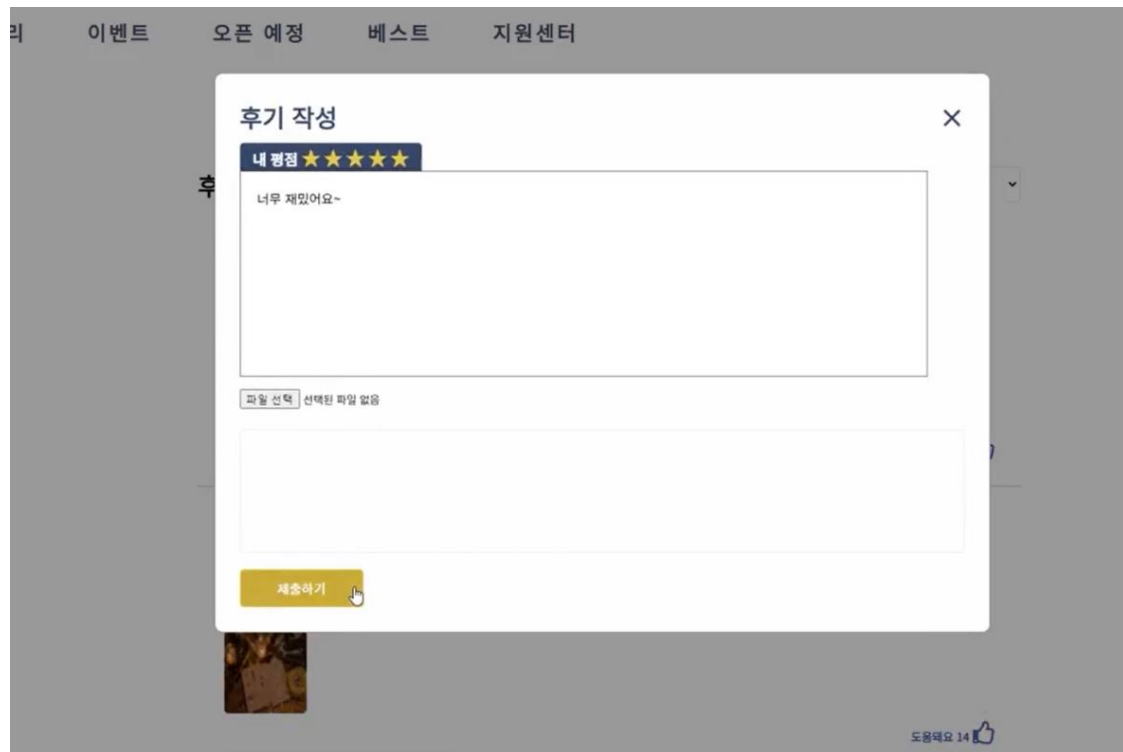 리 이벤트 오픈 예정 베스트 지원센터
후기 작성
내 평점
후
너무 재밌어요~
파일 선택 선택된 파일 없음
제출하기
도움돼요 14